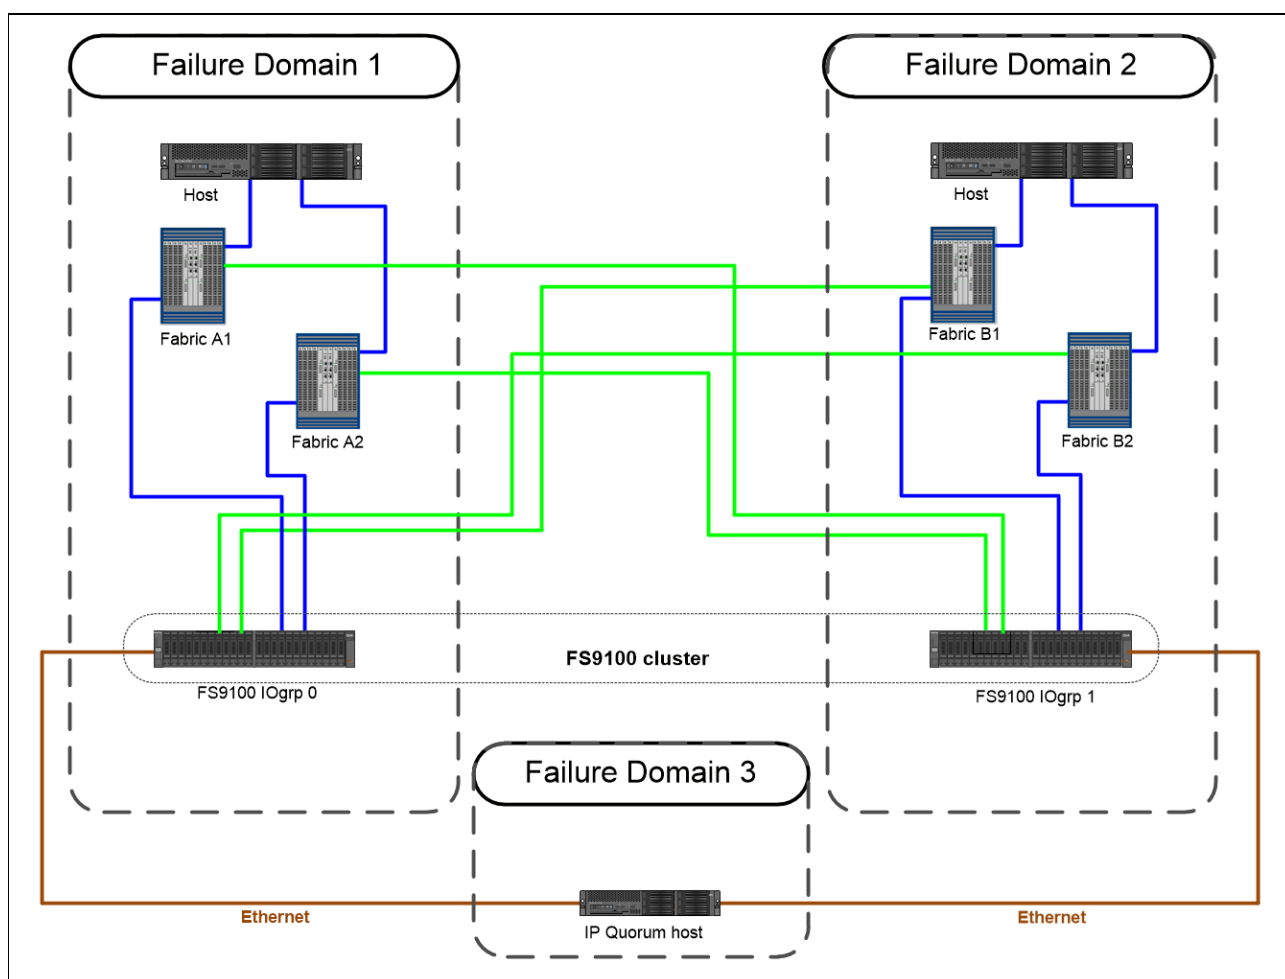 Failure Domain 1
Failure Domain 2
Host
Host
Fabric A1
Fabric B1
Fabric A2
Fabric B2
FS9100 cluster
FS9100 IOgrp 0
FS9100 IOgrp 1
Failure Domain 3
Ethernet
Ethernet
IP Quorum host